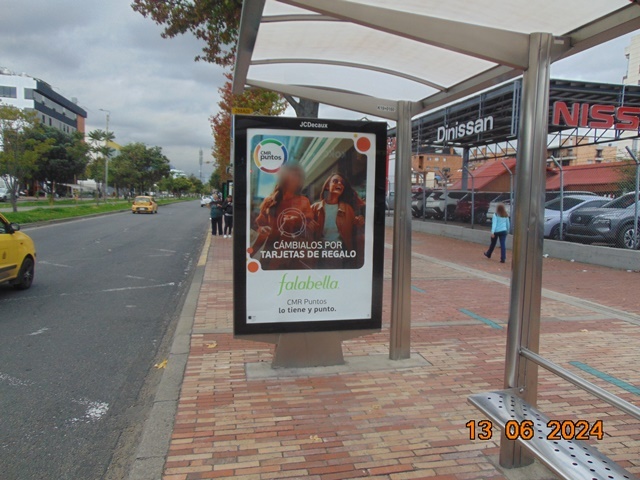 JCDecaux
CMR
puntos
CÁMBIALOS POR
TARJETAS DE REGALO
falabella
CMR Puntos
lo tiene y punto.
Dinissan
NISS
13 06 2024